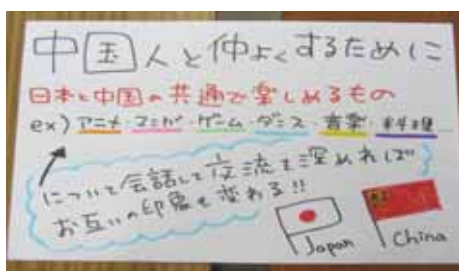 中国人と仲よくするために
日本と中国の共通で楽しめるもの
ex) アニメ・マンガ・ゲーム・ダンス・音楽・料理
について会話して交流を深めれば
お互いの印象も変わる!!
Japan
China